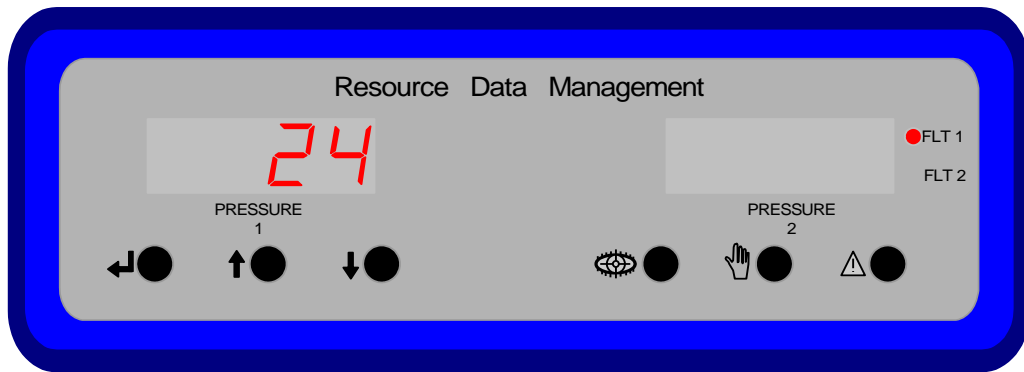 Resource Data Management
24
FLT 1
FLT 2
PRESSURE
1
PRESSURE
2